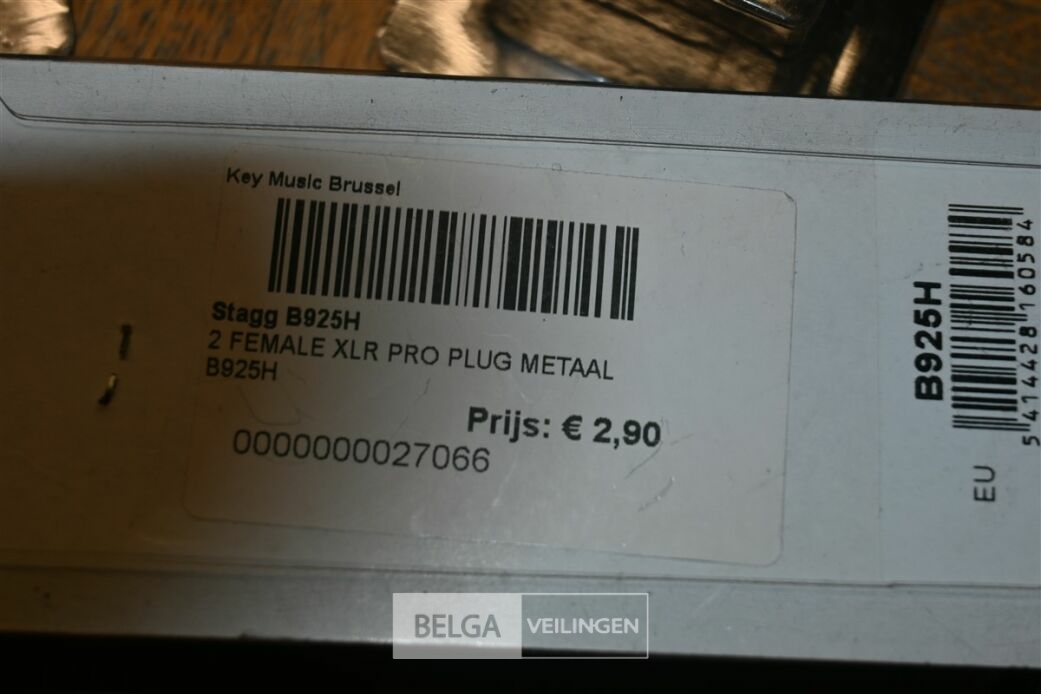 Key Music Brussel
Stagg B925H
2 FEMALE XLR PRO PLUG METAAL
B925H
Prijs: € 2,90
0000000027066
B925H
5 414428 160584
EU
BELGA VEILINGEN